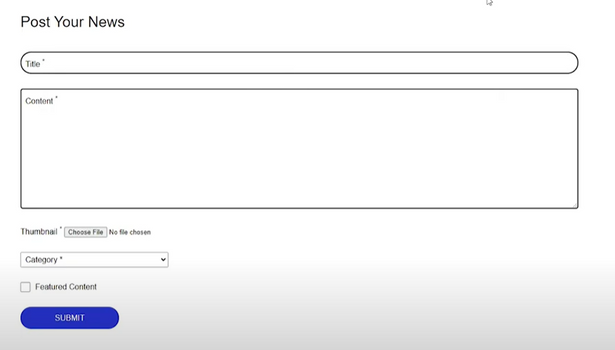 Post Your News
Title *
Content *
Thumbnail * Choose File No file chosen
Category *
Featured Content
SUBMIT